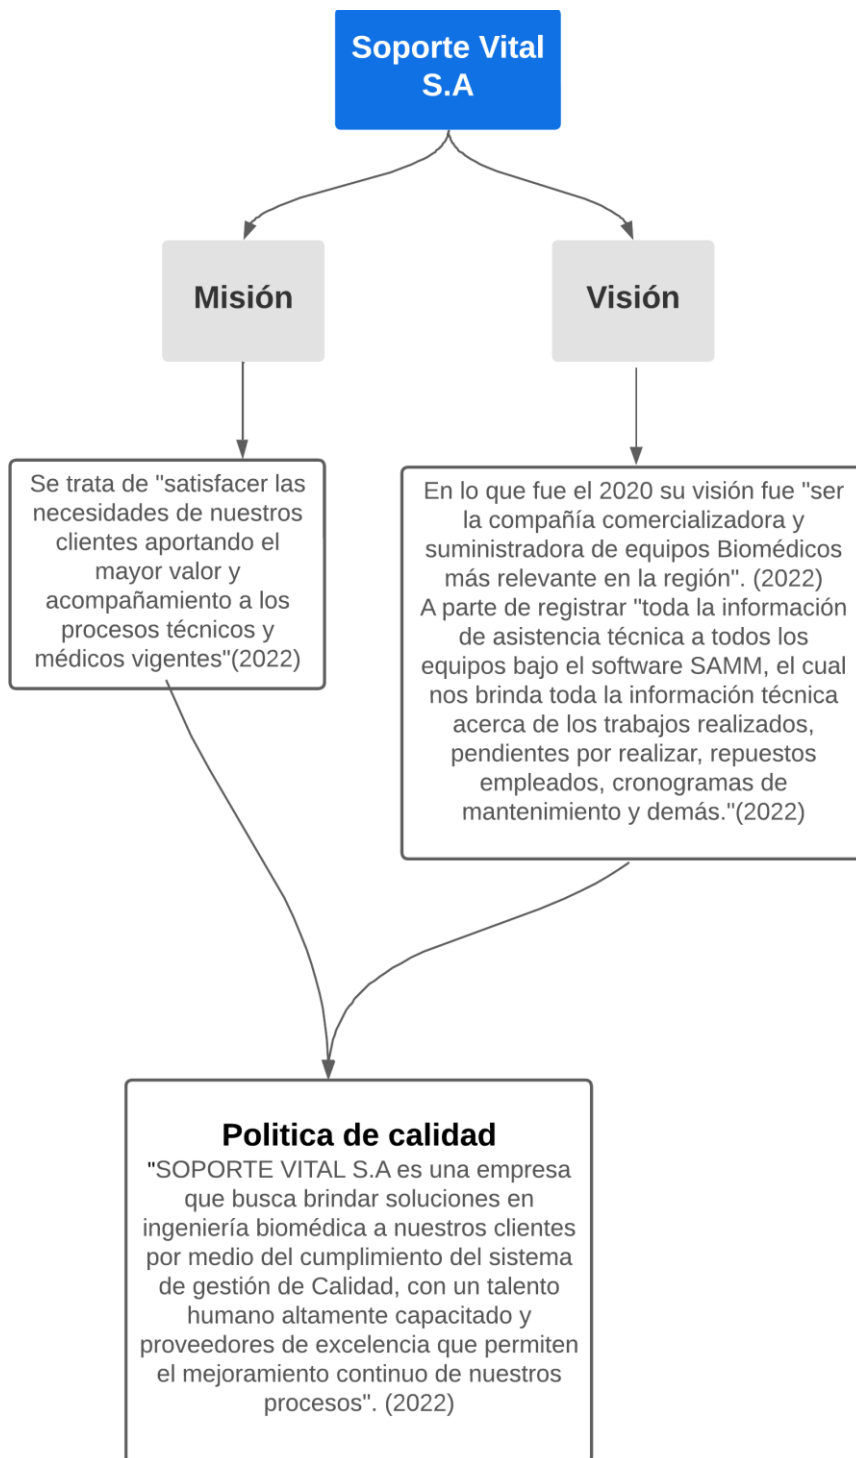 Soporte Vital
S.A
Misión
Visión
Se trata de "satisfacer las
necesidades de nuestros
clientes aportando el
mayor valor y
acompañamiento a los
procesos técnicos y
médicos vigentes"(2022)
En lo que fue el 2020 su visión fue "ser
la compañía comercializadora y
suministradora de equipos Biomédicos
más relevante en la región". (2022)
A parte de registrar "toda la información
de asistencia técnica a todos los
equipos bajo el software SAMM, el cual
nos brinda toda la información técnica
acerca de los trabajos realizados,
pendientes por realizar, repuestos
empleados, cronogramas de
mantenimiento y demás."(2022)
Politica de calidad
"SOPORTE VITAL S.A es una empresa
que busca brindar soluciones en
ingeniería biomédica a nuestros clientes
por medio del cumplimiento del sistema
de gestión de Calidad, con un talento
humano altamente capacitado y
proveedores de excelencia que permiten
el mejoramiento continuo de nuestros
procesos". (2022)